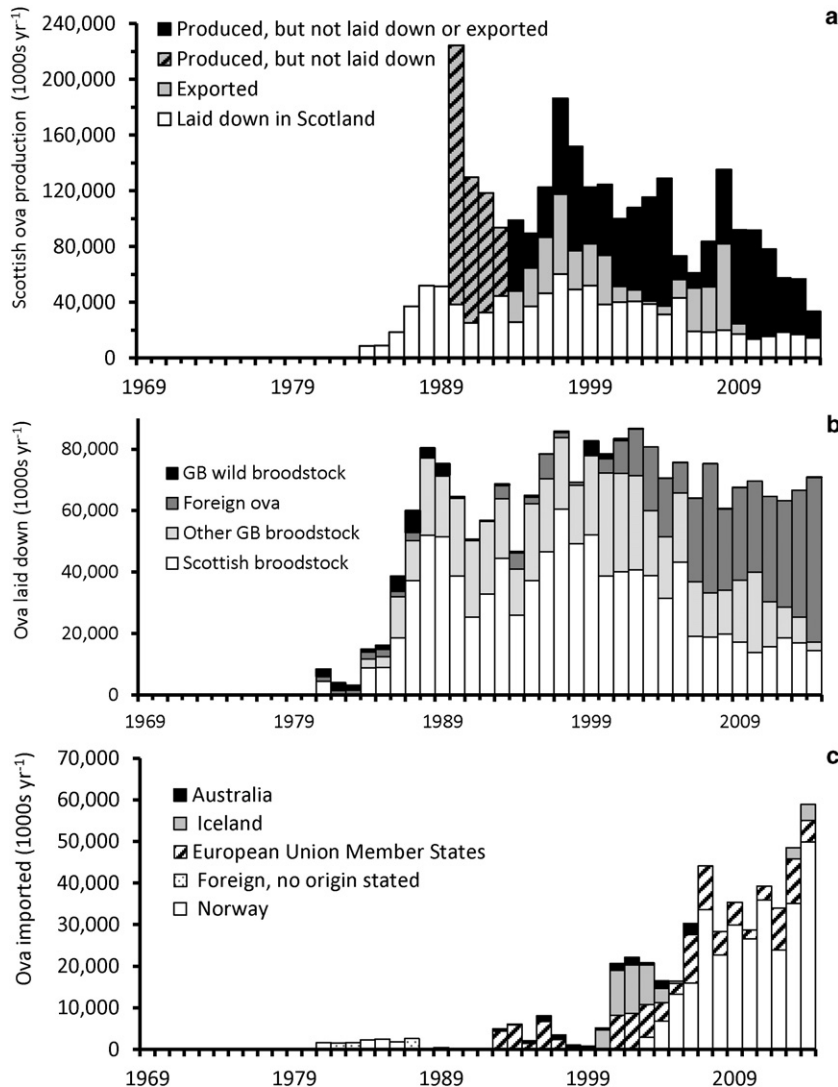 a
Scottish ova production (1000s yr⁻¹)
240,000
200,000
160,000
120,000
80,000
40,000
0
Produced, but not laid down or exported
Produced, but not laid down
Exported
Laid down in Scotland
1969 1979 1989 1999 2009
b
Ova laid down (1000s yr⁻¹)
80,000
60,000
40,000
20,000
0
GB wild broodstock
Foreign ova
Other GB broodstock
Scottish broodstock
1969 1979 1989 1999 2009
c
Ova imported (1000s yr⁻¹)
70,000
60,000
50,000
40,000
30,000
20,000
10,000
0
Australia
Iceland
European Union Member States
Foreign, no origin stated
Norway
1969 1979 1989 1999 2009